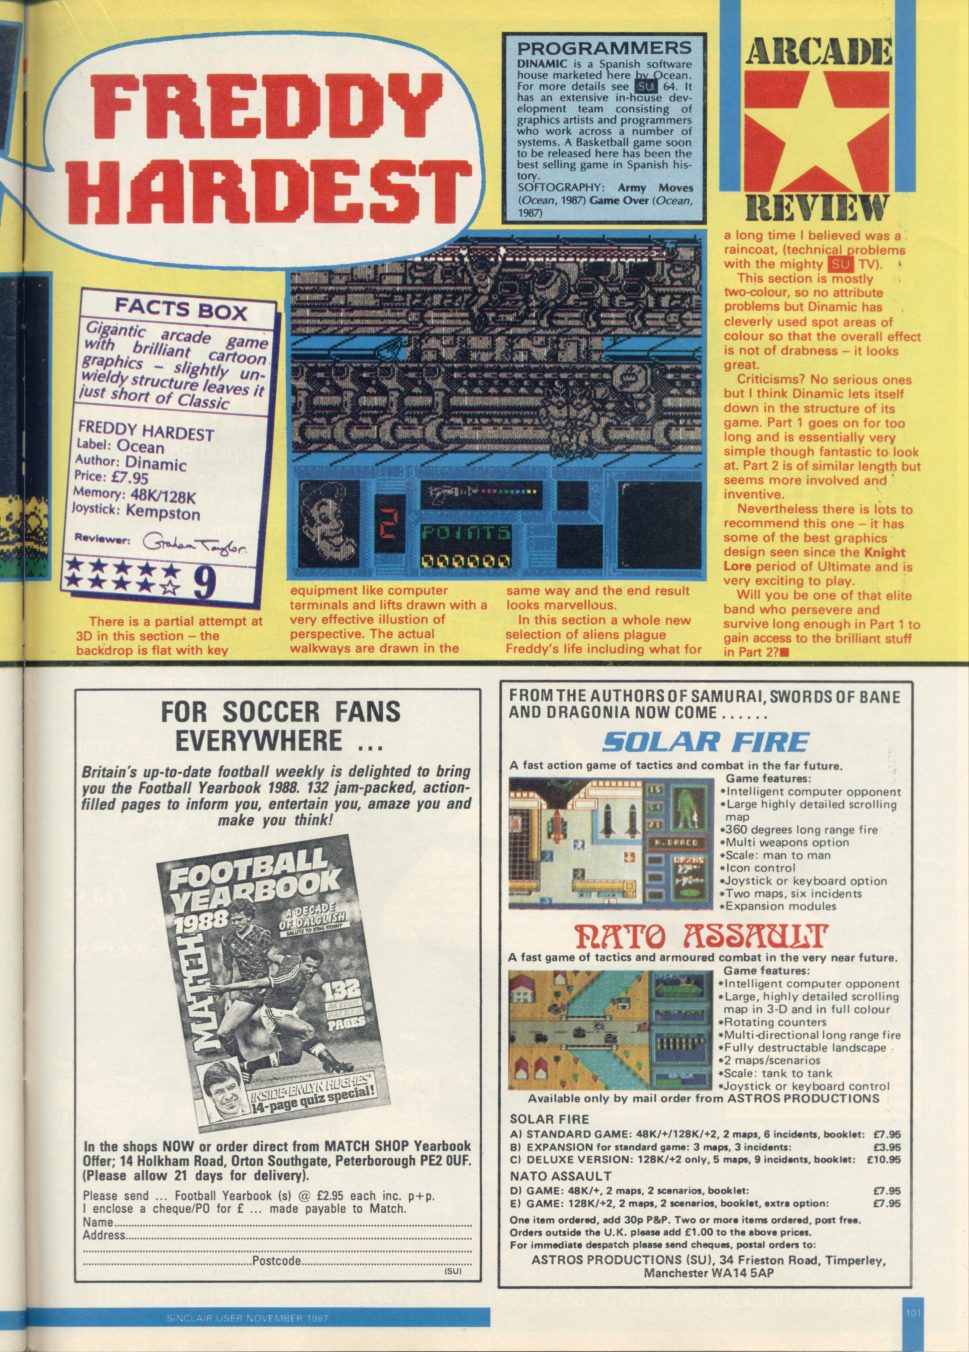 FREDDY
HARDEST
PROGRAMMERS
DINAMIC is a Spanish software
house marketed here by Ocean.
For more details see SU 64. It
has an extensive in-house dev-
elopment team consisting of
graphics artists and programmers
who work across a number of
systems. A Basketball game soon
to be released here has been the
best selling game in Spanish his-
tory.
SOFTOGRAPHY: Army Moves
(Ocean, 1987) Game Over (Ocean,
1987)
ARCADE
REVIEW
FACTS BOX
Gigantic arcade game
with brilliant cartoon
graphics – slightly un-
wieldy structure leaves it
just short of Classic
FREDDY HARDEST
Label: Ocean
Author: Dinamic
Price: £7.95
Memory: 48K/128K
Joystick: Kempston
Reviewer: Graham Taylor
9
2
POINTS
000000
There is a partial attempt at
3D in this section – the
backdrop is flat with key
equipment like computer
terminals and lifts drawn with a
very effective illusion of
perspective. The actual
walkways are drawn in the
same way and the end result
looks marvellous.
In this section a whole new
selection of aliens plague
Freddy's life including what for
a long time I believed was a
raincoat, (technical problems
with the mighty SU TV).
This section is mostly
two-colour, so no attribute
problems but Dinamic has
cleverly used spot areas of
colour so that the overall effect
is not of drabness – it looks
great.
Criticisms? No serious ones
but I think Dinamic lets itself
down in the structure of its
game. Part 1 goes on for too
long and is essentially very
simple though fantastic to look
at. Part 2 is of similar length but
seems more involved and
inventive.
Nevertheless there is lots to
recommend this one – it has
some of the best graphics
design seen since the Knight
Lore period of Ultimate and is
very exciting to play.
Will you be one of that elite
band who persevere and
survive long enough in Part 1 to
gain access to the brilliant stuff
in Part 2?
FOR SOCCER FANS
EVERYWHERE ...
Britain's up-to-date football weekly is delighted to bring
you the Football Yearbook 1988. 132 jam-packed, action-
filled pages to inform you, entertain you, amaze you and
make you think!
FOOTBALL
YEARBOOK
1988
A DECADE
OF DALGLISH
SALUTE TO KING KENNY
MATCH
132
PAGES
INSIDE: EMLYN HUGHES'
14-page quiz special!
In the shops NOW or order direct from MATCH SHOP Yearbook
Offer; 14 Holkham Road, Orton Southgate, Peterborough PE2 0UF.
(Please allow 21 days for delivery).
Please send ... Football Yearbook (s) @ £2.95 each inc. p+p.
I enclose a cheque/PO for £ ... made payable to Match.
Name
Address
Postcode
(SU)
FROM THE AUTHORS OF SAMURAI, SWORDS OF BANE
AND DRAGONIA NOW COME ......
SOLAR FIRE
A fast action game of tactics and combat in the far future.
Game features:
*Intelligent computer opponent
*Large highly detailed scrolling
map
*360 degrees long range fire
*Multi weapons option
*Scale: man to man
*Icon control
*Joystick or keyboard option
*Two maps, six incidents
*Expansion modules
NATO ASSAULT
A fast game of tactics and armoured combat in the very near future.
Game features:
*Intelligent computer opponent
*Large, highly detailed scrolling
map in 3-D and in full colour
*Rotating counters
*Multi-directional long range fire
*Fully destructable landscape
*2 maps/scenarios
*Scale: tank to tank
*Joystick or keyboard control
Available only by mail order from ASTROS PRODUCTIONS
SOLAR FIRE
A) STANDARD GAME: 48K/+/128K/+2, 2 maps, 6 incidents, booklet: £7.95
B) EXPANSION for standard game: 3 maps, 3 incidents: £3.95
C) DELUXE VERSION: 128K/+2 only, 5 maps, 9 incidents, booklet: £10.95
NATO ASSAULT
D) GAME: 48K/+, 2 maps, 2 scenarios, booklet: £7.95
E) GAME: 128K/+2, 2 maps, 2 scenarios, booklet, extra option: £7.95
One item ordered, add 30p P&P. Two or more items ordered, post free.
Orders outside the U.K. please add £1.00 to the above prices.
For immediate despatch please send cheques, postal orders to:
ASTROS PRODUCTIONS (SU), 34 Frieston Road, Timperley,
Manchester WA14 5AP
SINCLAIR USER NOVEMBER 1987
101